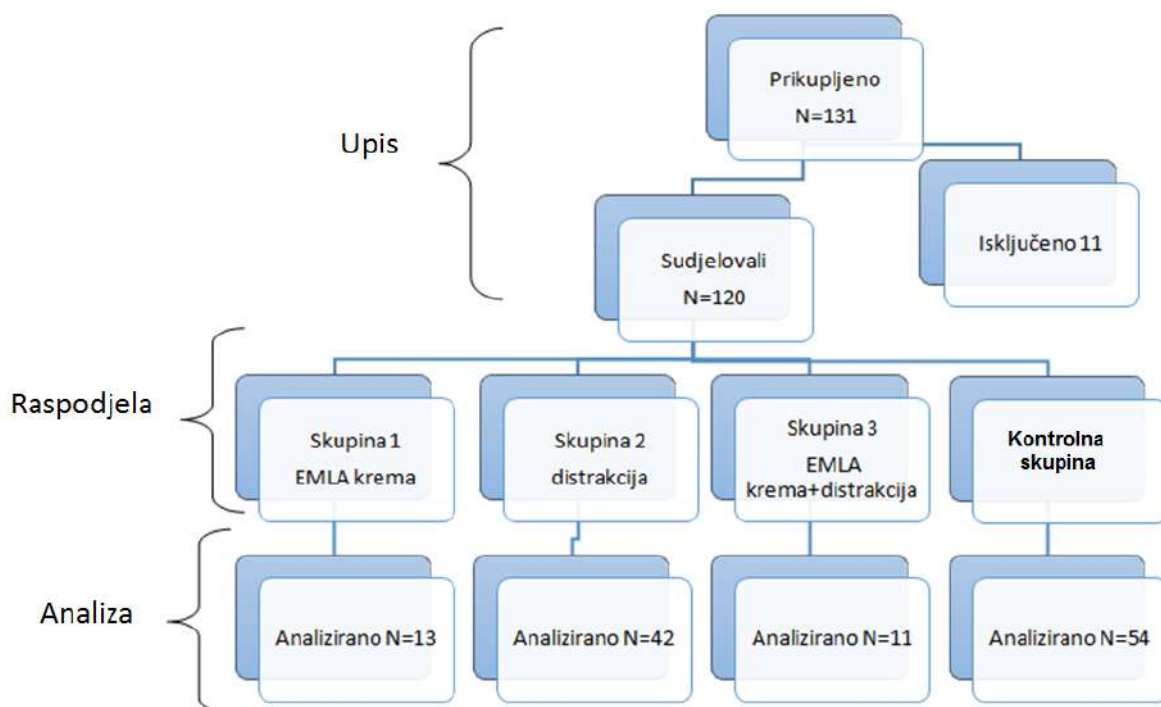 Upis
Prikupljeno
N=131
Isključeno 11
Sudjelovali
N=120
Raspodjela
Skupina 1
EMLA krema
Skupina 2
distrakcija
Skupina 3
EMLA
krema+distrakcija
Kontrolna
skupina
Analiza
Analizirano N=13
Analizirano N=42
Analizirano N=11
Analizirano N=54